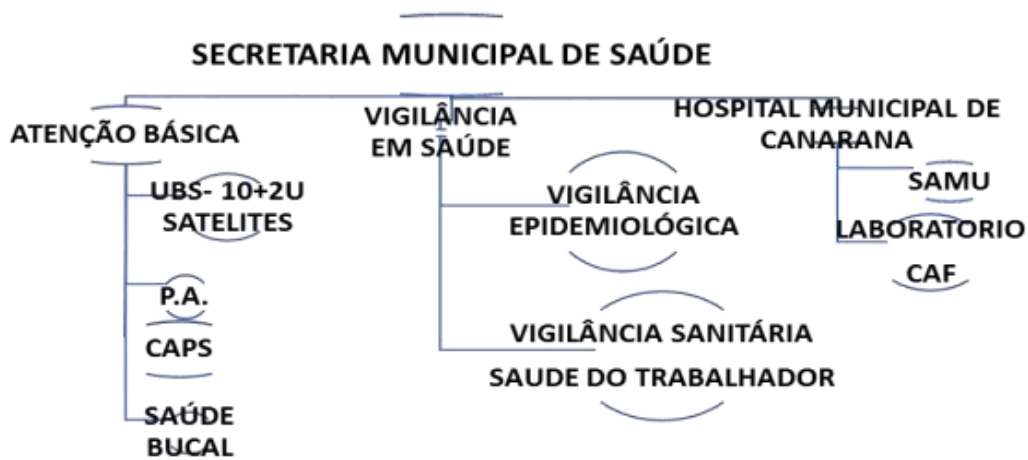 SECRETARIA MUNICIPAL DE SAÚDE
ATENÇÃO BÁSICA
UBS- 10+2U
SATELITES
P.A.
CAPS
SAÚDE
BUCAL
VIGILÂNCIA
EM SAÚDE
VIGILÂNCIA
EPIDEMIOLÓGICA
VIGILÂNCIA SANITÁRIA
SAUDE DO TRABALHADOR
HOSPITAL MUNICIPAL DE
CANARANA
SAMU
LABORATORIO
CAF